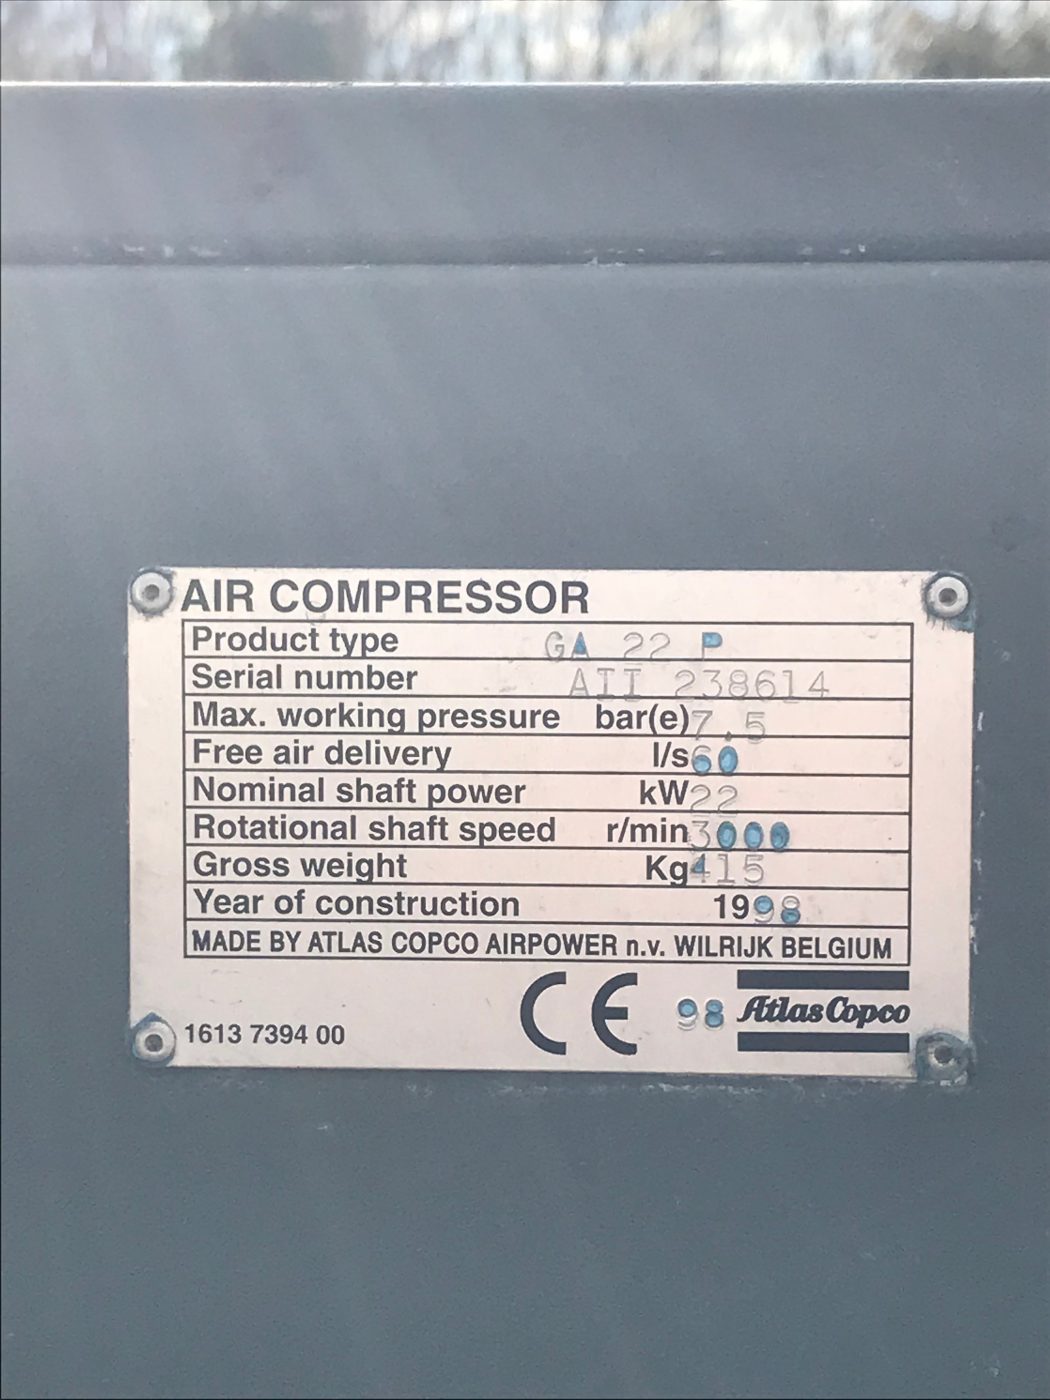 AIR COMPRESSOR
Product type GA 22 P
Serial number AII 238614
Max. working pressure bar(e) 7.5
Free air delivery l/s 60
Nominal shaft power kW 22
Rotational shaft speed r/min 3000
Gross weight Kg 415
Year of construction 1998
MADE BY ATLAS COPCO AIRPOWER n.v. WILRIJK BELGIUM
1613 7394 00 CE 98 Atlas Copco